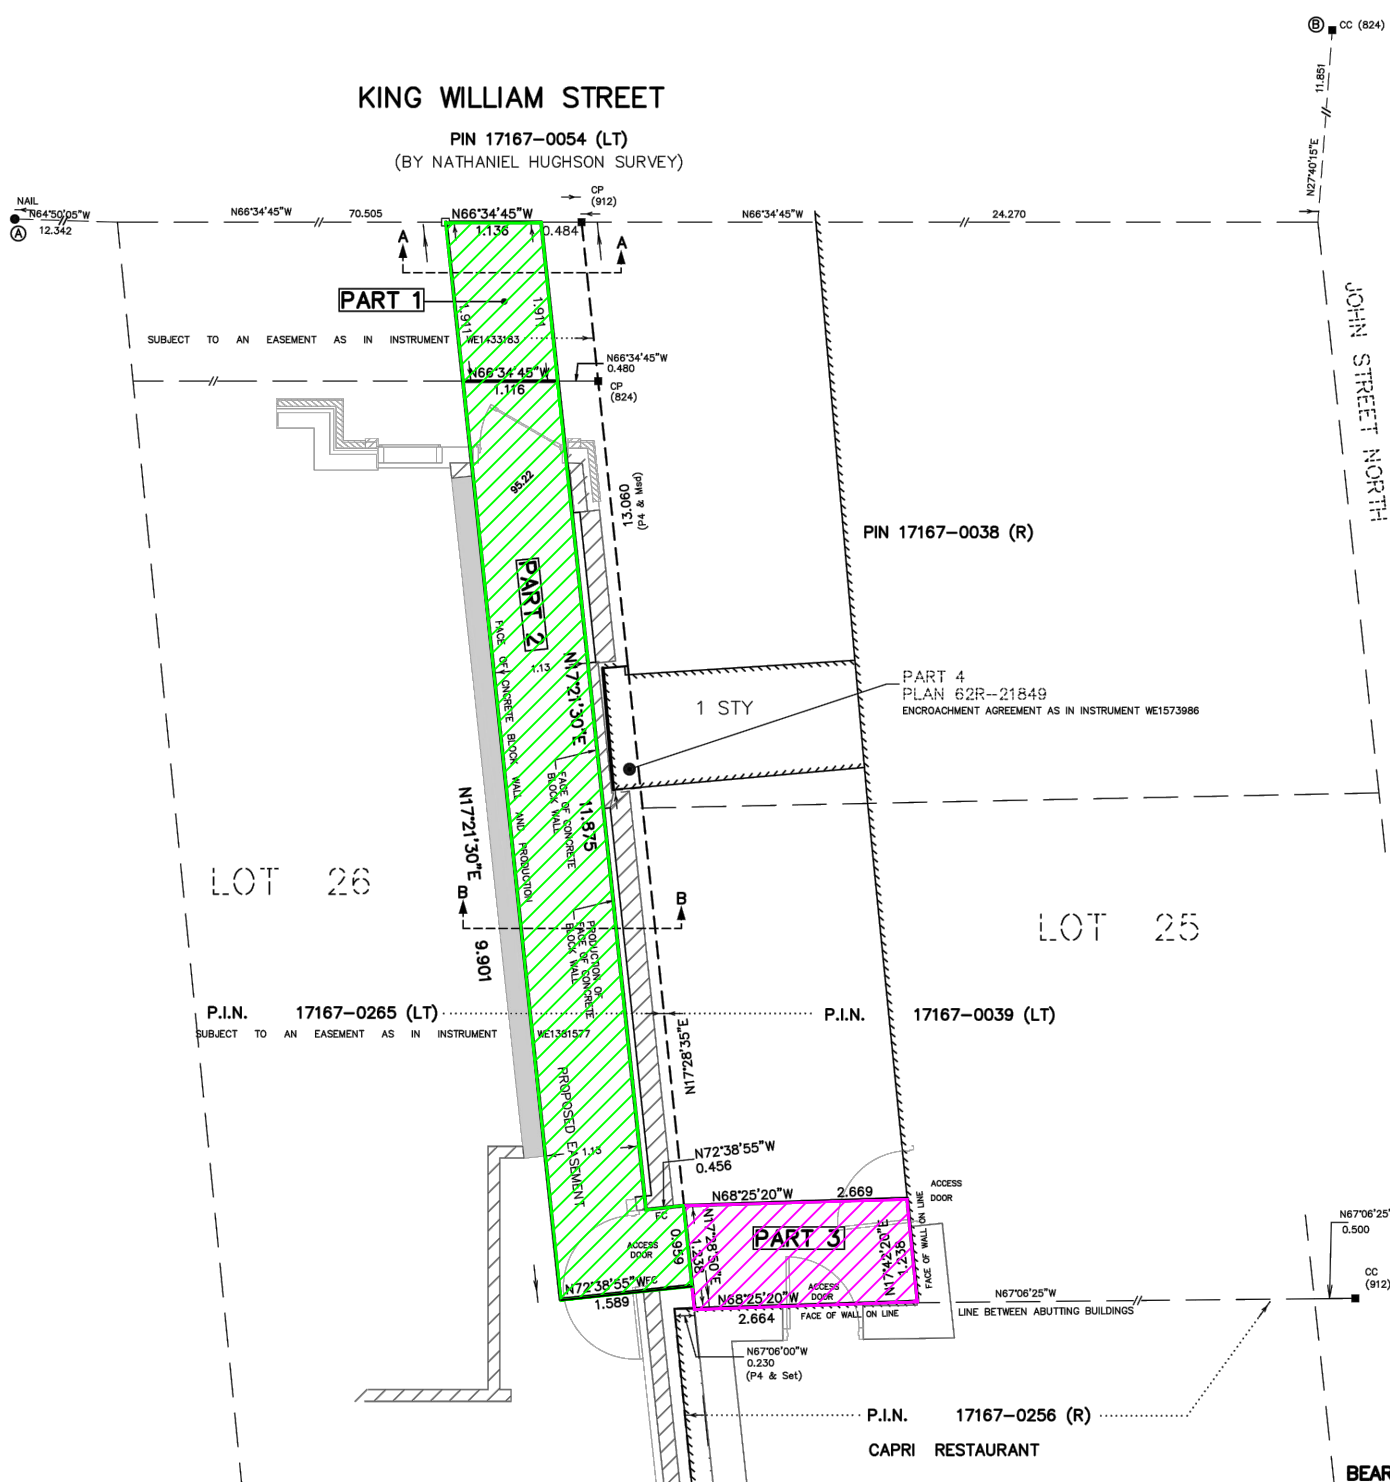 Ⓑ CC (824)
11.851
N27°40'15"E
KING WILLIAM STREET
PIN 17167-0054 (LT)
(BY NATHANIEL HUGHSON SURVEY)
NAIL
N64°50'05"W
Ⓐ 12.342
N66°34'45"W 70.505
N66°34'45"W
1.136
0.484
CP
(912)
N66°34'45"W 24.270
A A
PART 1
1.911
1.911
SUBJECT TO AN EASEMENT AS IN INSTRUMENT WE1433183
N66°34'45"W
0.480
N66°34'45"W
1.116
CP
(824)
JOHN STREET NORTH
95.22
13.060
(P4 & Msd)
PIN 17167-0038 (R)
PART 2
1.13
N17°21'30"E
11.875
FACE OF CONCRETE BLOCK WALL AND PRODUCTION
FACE OF CONCRETE
BLOCK WALL
1 STY
PART 4
PLAN 62R-21849
ENCROACHMENT AGREEMENT AS IN INSTRUMENT WE1573986
N17°21'30"E
9.901
LOT 26
B B
PRODUCTION OF
FACE OF CONCRETE
BLOCK WALL
LOT 25
P.I.N. 17167-0265 (LT)
P.I.N. 17167-0039 (LT)
SUBJECT TO AN EASEMENT AS IN INSTRUMENT WE1381577
N17°28'35"E
PROPOSED EASEMENT
1.13
N72°38'55"W
0.456
N68°25'20"W 2.669
ACCESS
DOOR
FC
ACCESS
DOOR
0.959
N17°28'50"E
1.238
PART 3
N17°42'20"E
1.238
FACE OF WALL ON LINE
N67°06'25"
0.500
N72°38'55"W FC
1.589
N68°25'20"W
2.664
ACCESS
DOOR
FACE OF WALL ON LINE
N67°06'25"W
LINE BETWEEN ABUTTING BUILDINGS
CC
(912)
N67°06'00"W
0.230
(P4 & Set)
P.I.N. 17167-0256 (R)
CAPRI RESTAURANT
BEAR